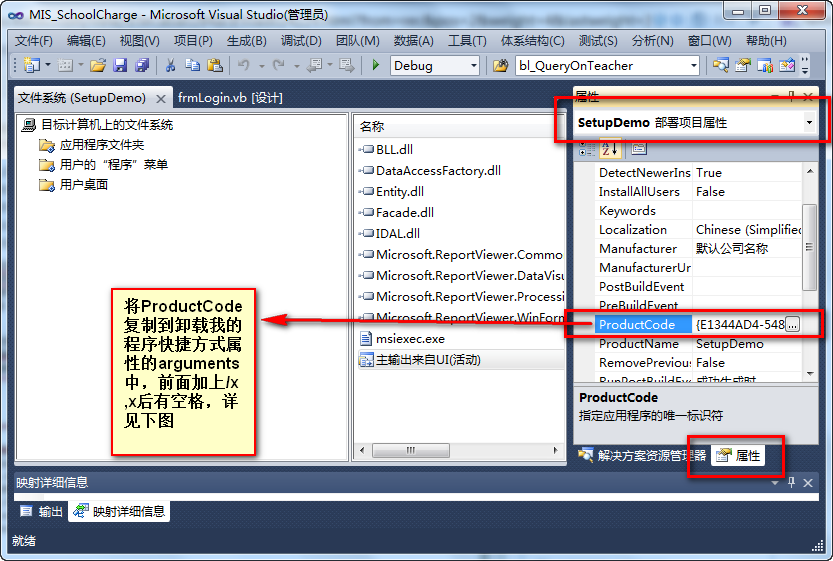 MIS_SchoolCharge - Microsoft Visual Studio(管理员)
文件(F) 编辑(E) 视图(V) 项目(P) 生成(B) 调试(D) 团队(M) 数据(A) 工具(T) 体系结构(C) 测试(S) 分析(N) 窗口(W) 帮助(H)
Debug bl_QueryOnTeacher
文件系统 (SetupDemo) frmLogin.vb [设计]
目标计算机上的文件系统
应用程序文件夹
用户的“程序”菜单
用户桌面
名称
BLL.dll
DataAccessFactory.dll
Entity.dll
Facade.dll
IDAL.dll
Microsoft.ReportViewer.Commo
Microsoft.ReportViewer.DataVisu
Microsoft.ReportViewer.Processi
Microsoft.ReportViewer.WinForm
msiexec.exe
主输出来自UI(活动)
将ProductCode
复制到卸载我的
程序快捷方式属
性的arguments
中，前面加上/x
,x后有空格，详
见下图
属性
SetupDemo 部署项目属性
DetectNewerIns True
InstallAllUsers False
Keywords
Localization Chinese (Simplified
Manufacturer 默认公司名称
ManufacturerUr
PostBuildEvent
PreBuildEvent
ProductCode {E1344AD4-548 ...
ProductName SetupDemo
RemovePrevious False
RunPostBuildEve 成功生成时
ProductCode
指定应用程序的唯一标识符
解决方案资源管理器 属性
映射详细信息
输出 映射详细信息
就绪